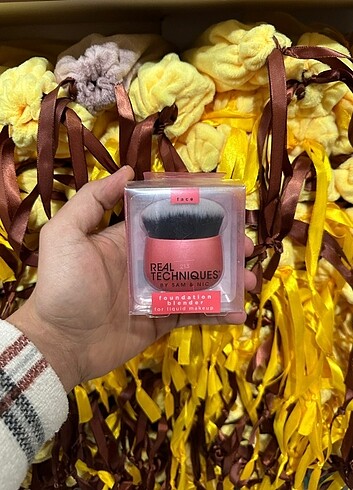 face
REAL
TECHNIQUES
BY SAM & NIC
foundation
blender
for liquid makeup